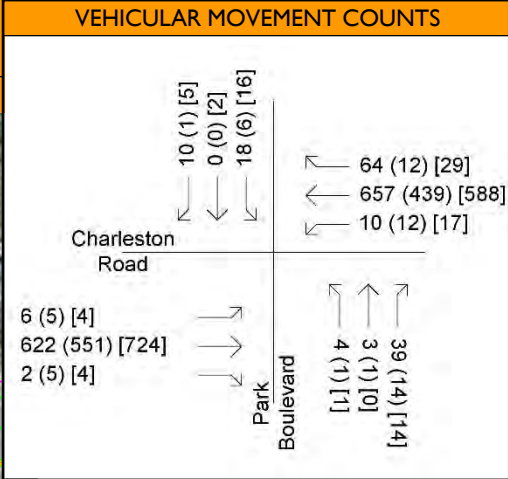 VEHICULAR MOVEMENT COUNTS
10 (1) [5]
0 (0) [2]
18 (6) [16]
64 (12) [29]
657 (439) [588]
10 (12) [17]
Charleston
Road
6 (5) [4]
622 (551) [724]
2 (5) [4]
Park
Boulevard
4 (1) [1]
3 (1) [0]
39 (14) [14]